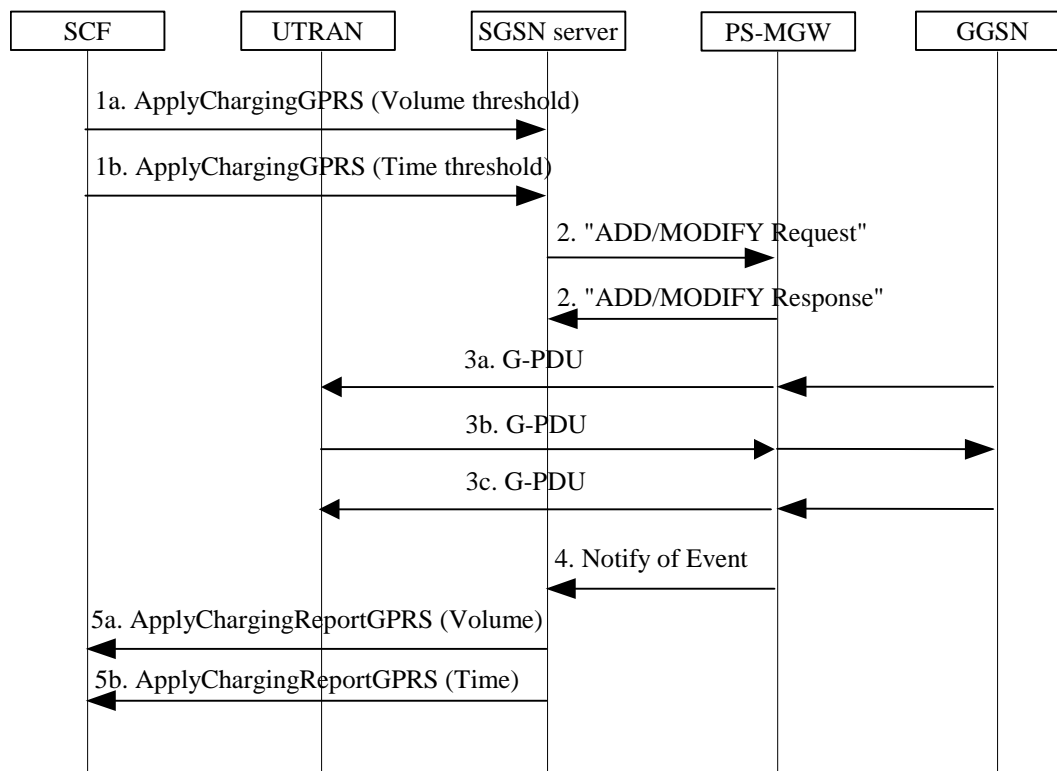 SCF
UTRAN
SGSN server
PS-MGW
GGSN
1a. ApplyChargingGPRS (Volume threshold)
1b. ApplyChargingGPRS (Time threshold)
2. "ADD/MODIFY Request"
2. "ADD/MODIFY Response"
3a. G-PDU
3b. G-PDU
3c. G-PDU
4. Notify of Event
5a. ApplyChargingReportGPRS (Volume)
5b. ApplyChargingReportGPRS (Time)